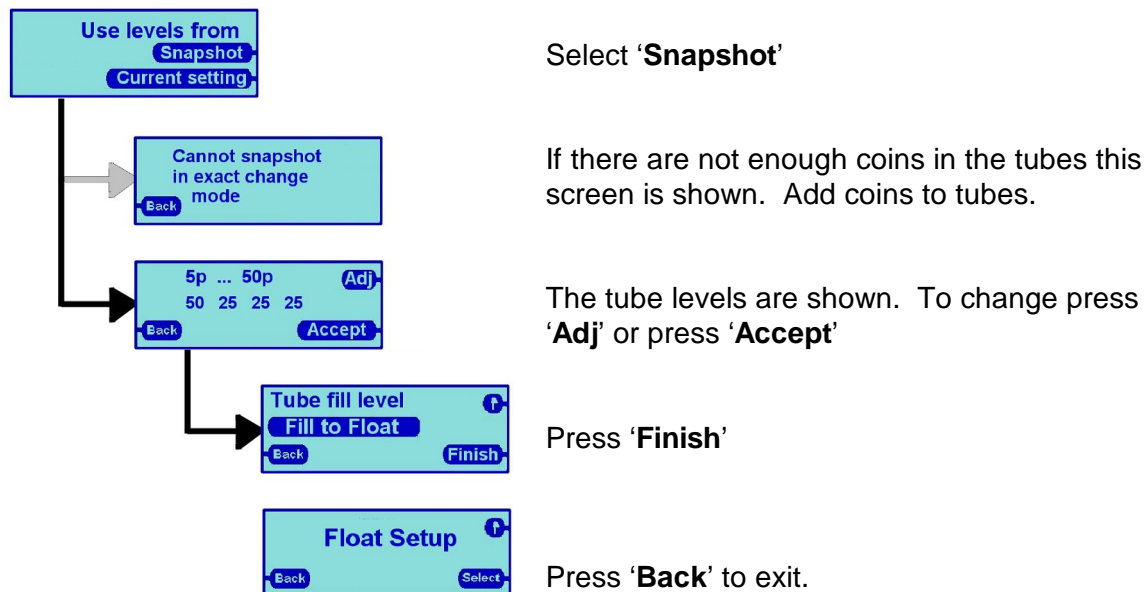 Use levels from
Snapshot
Current setting
Select ‘Snapshot’
Cannot snapshot
in exact change
mode
Back
If there are not enough coins in the tubes this
screen is shown.  Add coins to tubes.
5p ... 50p
Adj
50 25 25 25
Back
Accept
The tube levels are shown.  To change press
‘Adj’ or press ‘Accept’
Tube fill level
Fill to Float
Back
Finish
Press ‘Finish’
Float Setup
Back
Select
Press ‘Back’ to exit.